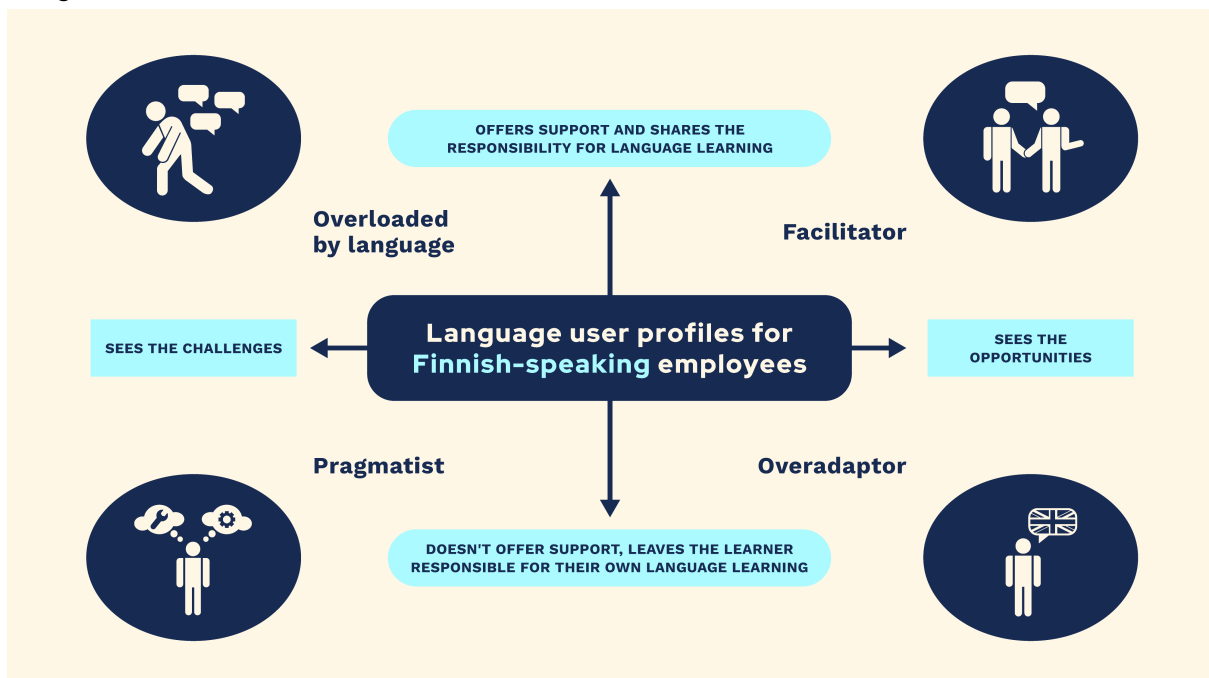 OFFERS SUPPORT AND SHARES THE
RESPONSIBILITY FOR LANGUAGE LEARNING
Overloaded
by language
Facilitator
SEES THE CHALLENGES
Language user profiles for
Finnish-speaking employees
SEES THE
OPPORTUNITIES
Pragmatist
Overadaptor
DOESN'T OFFER SUPPORT, LEAVES THE LEARNER
RESPONSIBLE FOR THEIR OWN LANGUAGE LEARNING